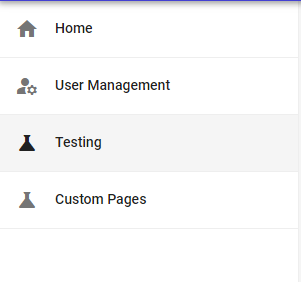 Home
User Management
Testing
Custom Pages